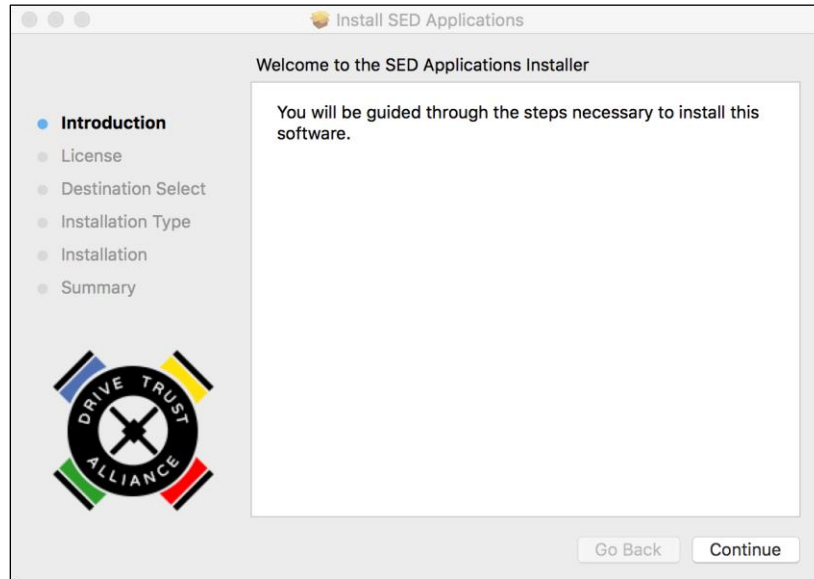 Install SED Applications
Welcome to the SED Applications Installer
Introduction
License
Destination Select
Installation Type
Installation
Summary
You will be guided through the steps necessary to install this
software.
DRIVE TRUST
ALLIANCE
Go Back
Continue